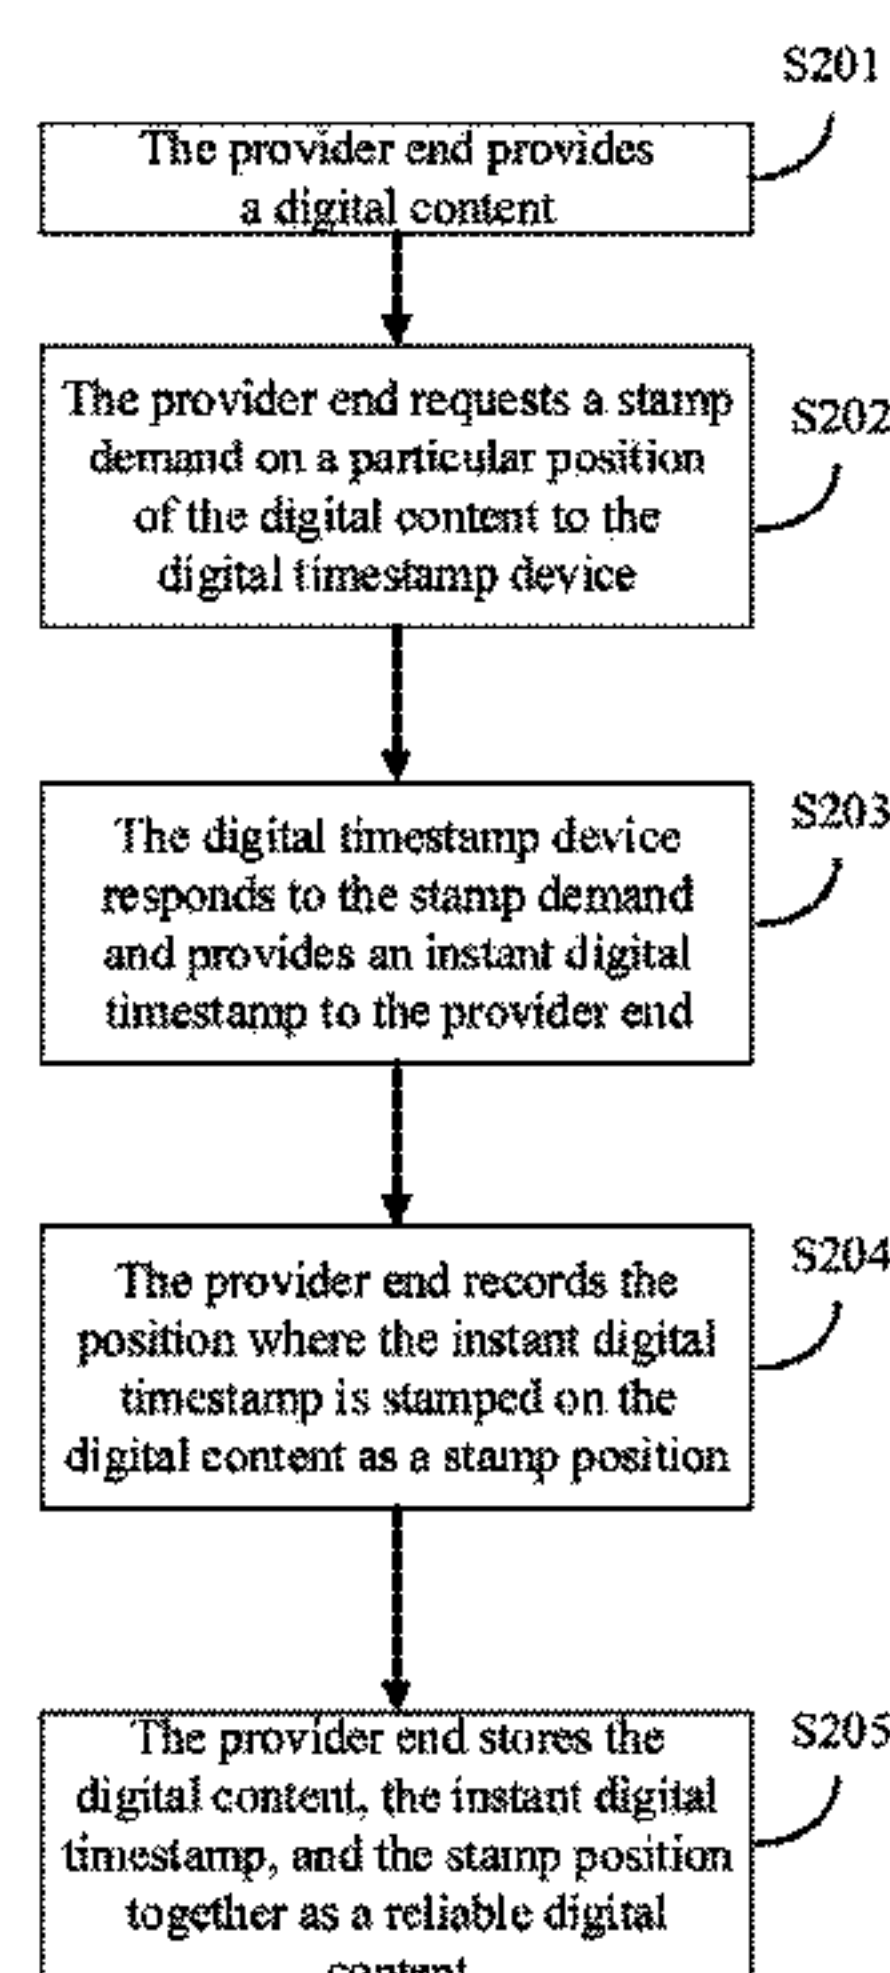 S201
The provider end provides
a digital content
S202
The provider end requests a stamp
demand on a particular position
of the digital content to the
digital timestamp device
S203
The digital timestamp device
responds to the stamp demand
and provides an instant digital
timestamp to the provider end
S204
The provider end records the
position where the instant digital
timestamp is stamped on the
digital content as a stamp position
S205
The provider end stores the
digital content, the instant digital
timestamp, and the stamp position
together as a reliable digital
content